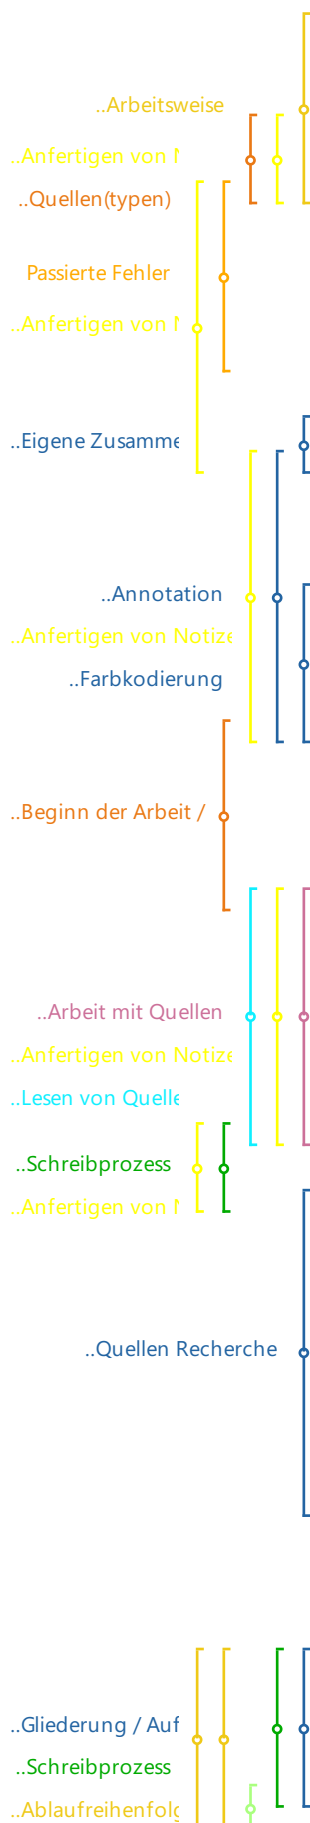 ..Arbeitsweise
..Anfertigen von
..Quellen(typen)
Passierte Fehler
..Anfertigen von
..Eigene Zusamme
..Annotation
..Anfertigen von Notize
..Farbkodierung
..Beginn der Arbeit /
..Arbeit mit Quellen
..Anfertigen von Notize
..Lesen von Quelle
..Schreibprozess
..Anfertigen von
..Quellen Recherche
..Gliederung / Auf
..Schreibprozess
..Ablaufreihenfolg